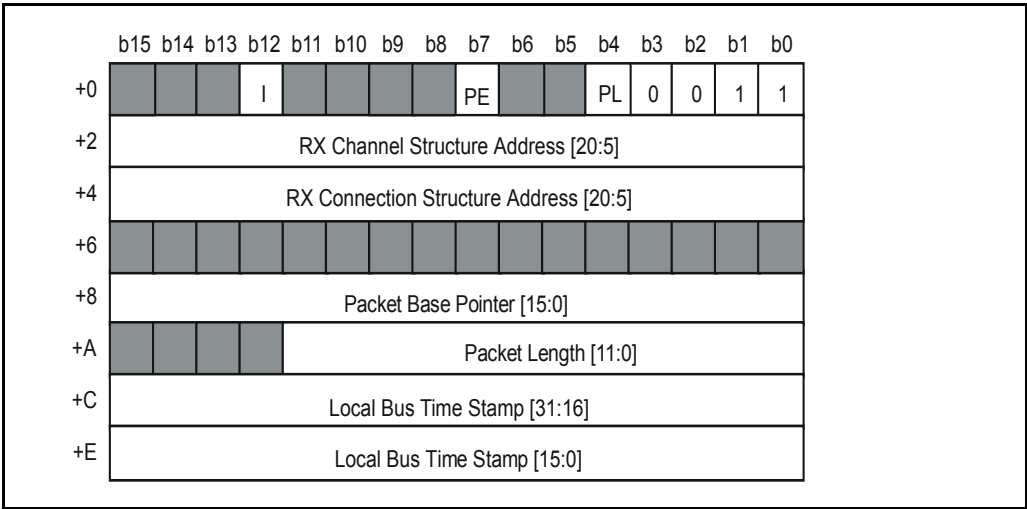 b15 b14 b13 b12 b11 b10 b9 b8 b7 b6 b5 b4 b3 b2 b1 b0
+0 I PE PL 0 0 1 1
+2 RX Channel Structure Address [20:5]
+4 RX Connection Structure Address [20:5]
+6
+8 Packet Base Pointer [15:0]
+A Packet Length [11:0]
+C Local Bus Time Stamp [31:16]
+E Local Bus Time Stamp [15:0]